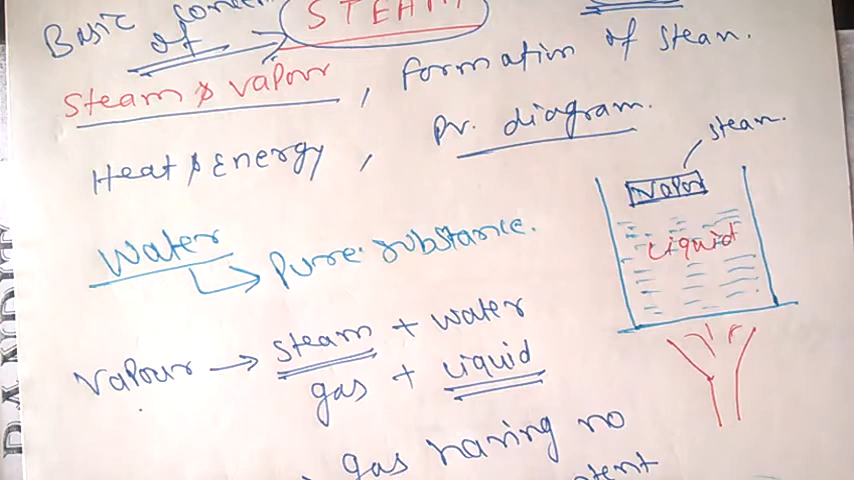 Basic
of STEAM
Steam & Vapour, formation of steam.
Heat & Energy, Pv. diagram.
steam.
Vapor
Liquid
Water
Pure substance.
Vapour → steam + water
gas + Liquid
gas having no